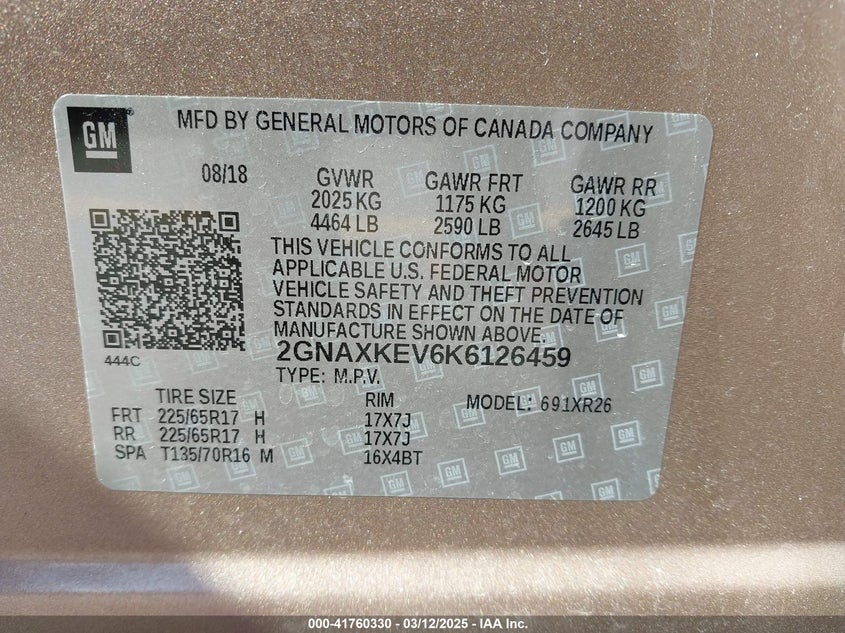 GM
MFD BY GENERAL MOTORS OF CANADA COMPANY
08/18 GVWR GAWR FRT GAWR RR
2025 KG 1175 KG 1200 KG
4464 LB 2590 LB 2645 LB
THIS VEHICLE CONFORMS TO ALL
APPLICABLE U.S. FEDERAL MOTOR
VEHICLE SAFETY AND THEFT PREVENTION
STANDARDS IN EFFECT ON THE DATE OF
MANUFACTURE SHOWN ABOVE.
444C
2GNAXKEV6K6126459
TYPE: M.P.V.
TIRE SIZE RIM MODEL: 691XR26
FRT 225/65R17 H 17X7J
RR 225/65R17 H 17X7J
SPA T135/70R16 M 16X4BT
000-41760330 - 03/12/2025 - IAA Inc.